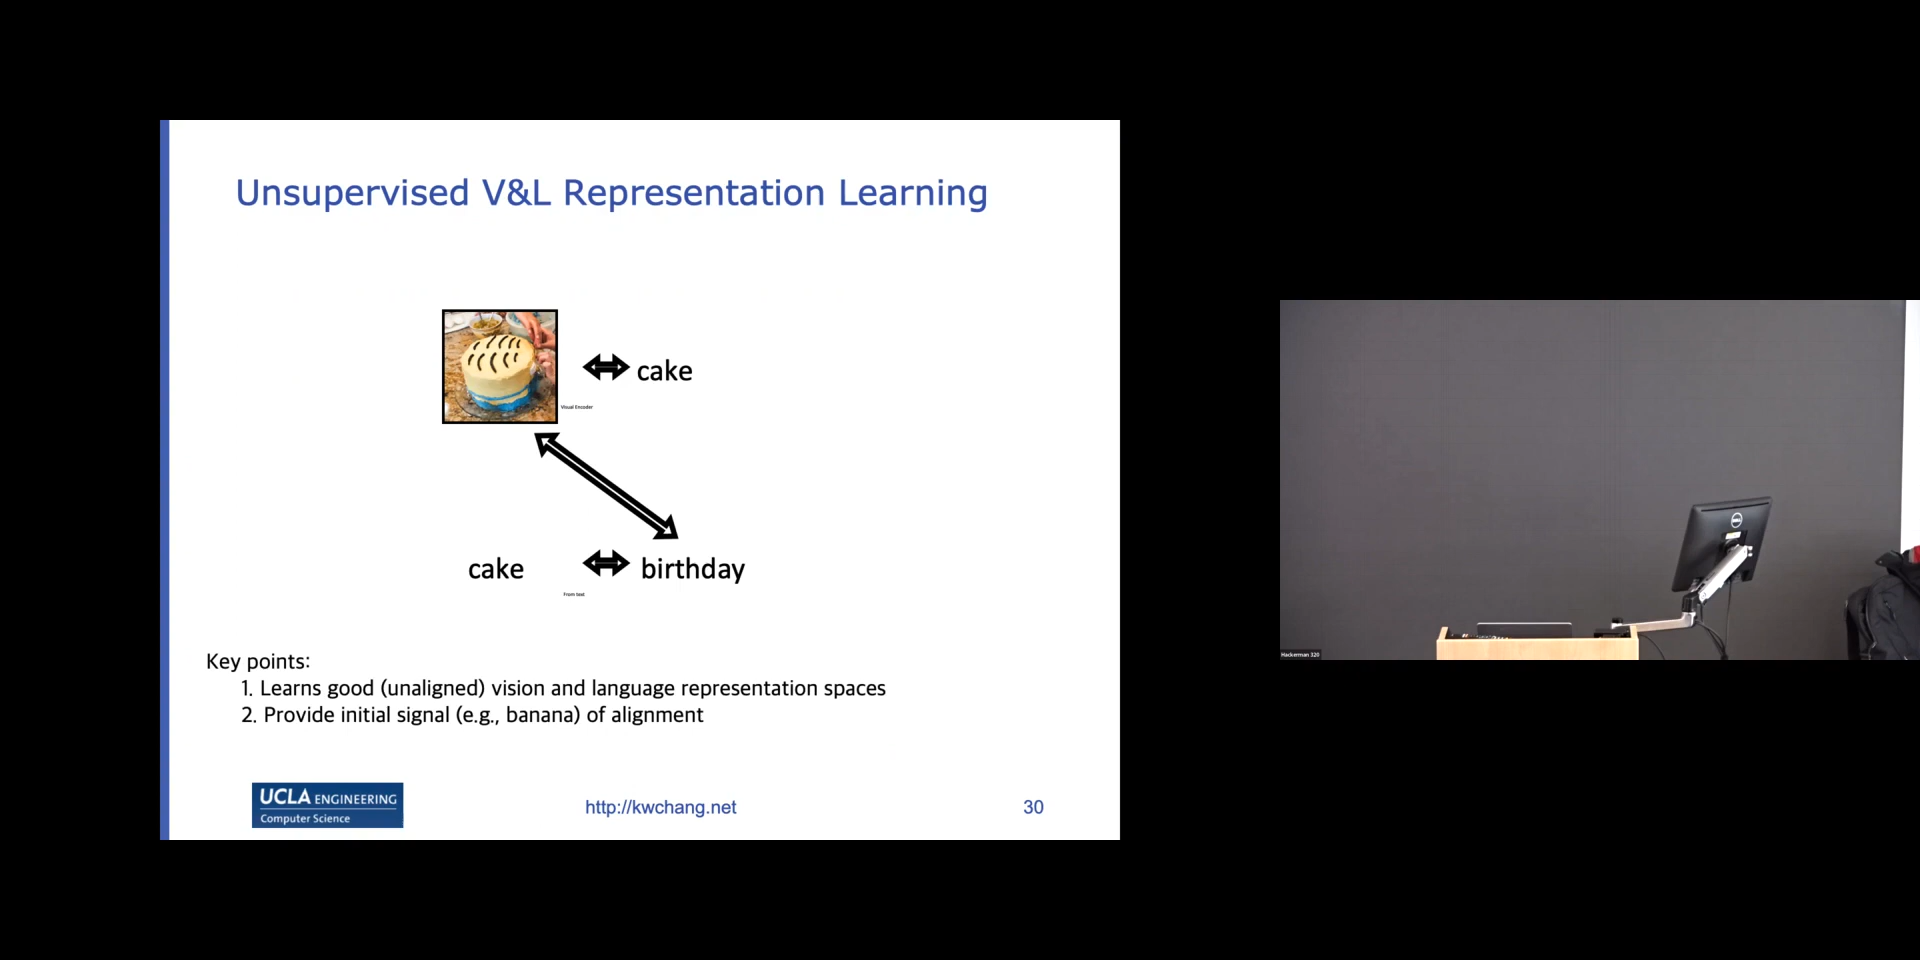 Unsupervised V&L Representation Learning
cake
Visual Encoder
cake birthday
From text
Key points:
1. Learns good (unaligned) vision and language representation spaces
2. Provide initial signal (e.g., banana) of alignment
UCLA ENGINEERING
Computer Science
http://kwchang.net
30
DELL
Hackerman 320